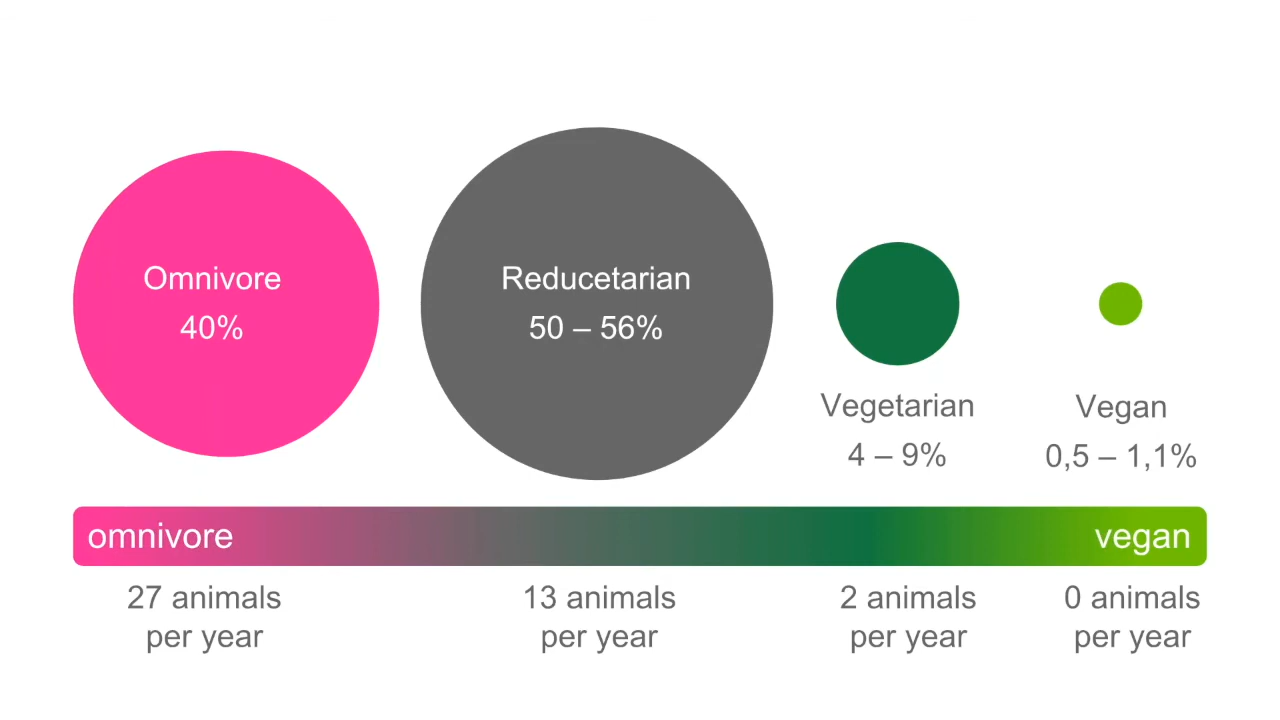 Omnivore
40%
Reducetarian
50 – 56%
Vegetarian
4 – 9%
Vegan
0,5 – 1,1%
omnivore
vegan
27 animals
per year
13 animals
per year
2 animals
per year
0 animals
per year